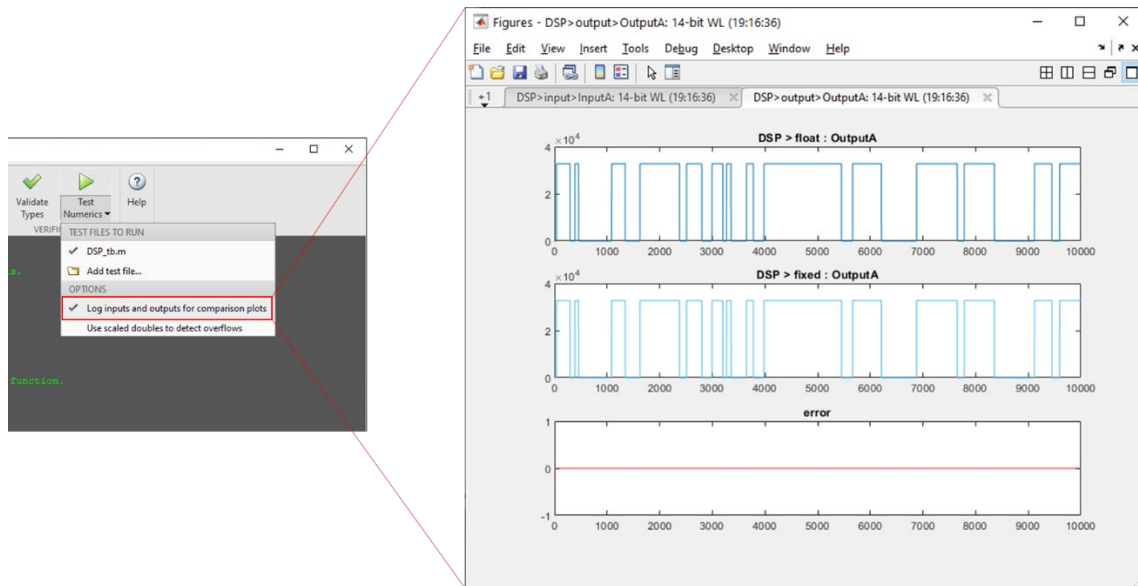 Validate Types
Test Numerics
Help
VERIFI
TEST FILES TO RUN
DSP_tb.m
Add test file...
OPTIONS
Log inputs and outputs for comparison plots
Use scaled doubles to detect overflows
s.
function.
Figures - DSP>output>OutputA: 14-bit WL (19:16:36)
File Edit View Insert Tools Debug Desktop Window Help
+1 DSP>input>InputA: 14-bit WL (19:16:36) DSP>output>OutputA: 14-bit WL (19:16:36)
×10⁴ DSP > float : OutputA
4
2
0
0 1000 2000 3000 4000 5000 6000 7000 8000 9000 10000
×10⁴ DSP > fixed : OutputA
4
2
0
0 1000 2000 3000 4000 5000 6000 7000 8000 9000 10000
error
1
0
-1
0 1000 2000 3000 4000 5000 6000 7000 8000 9000 10000